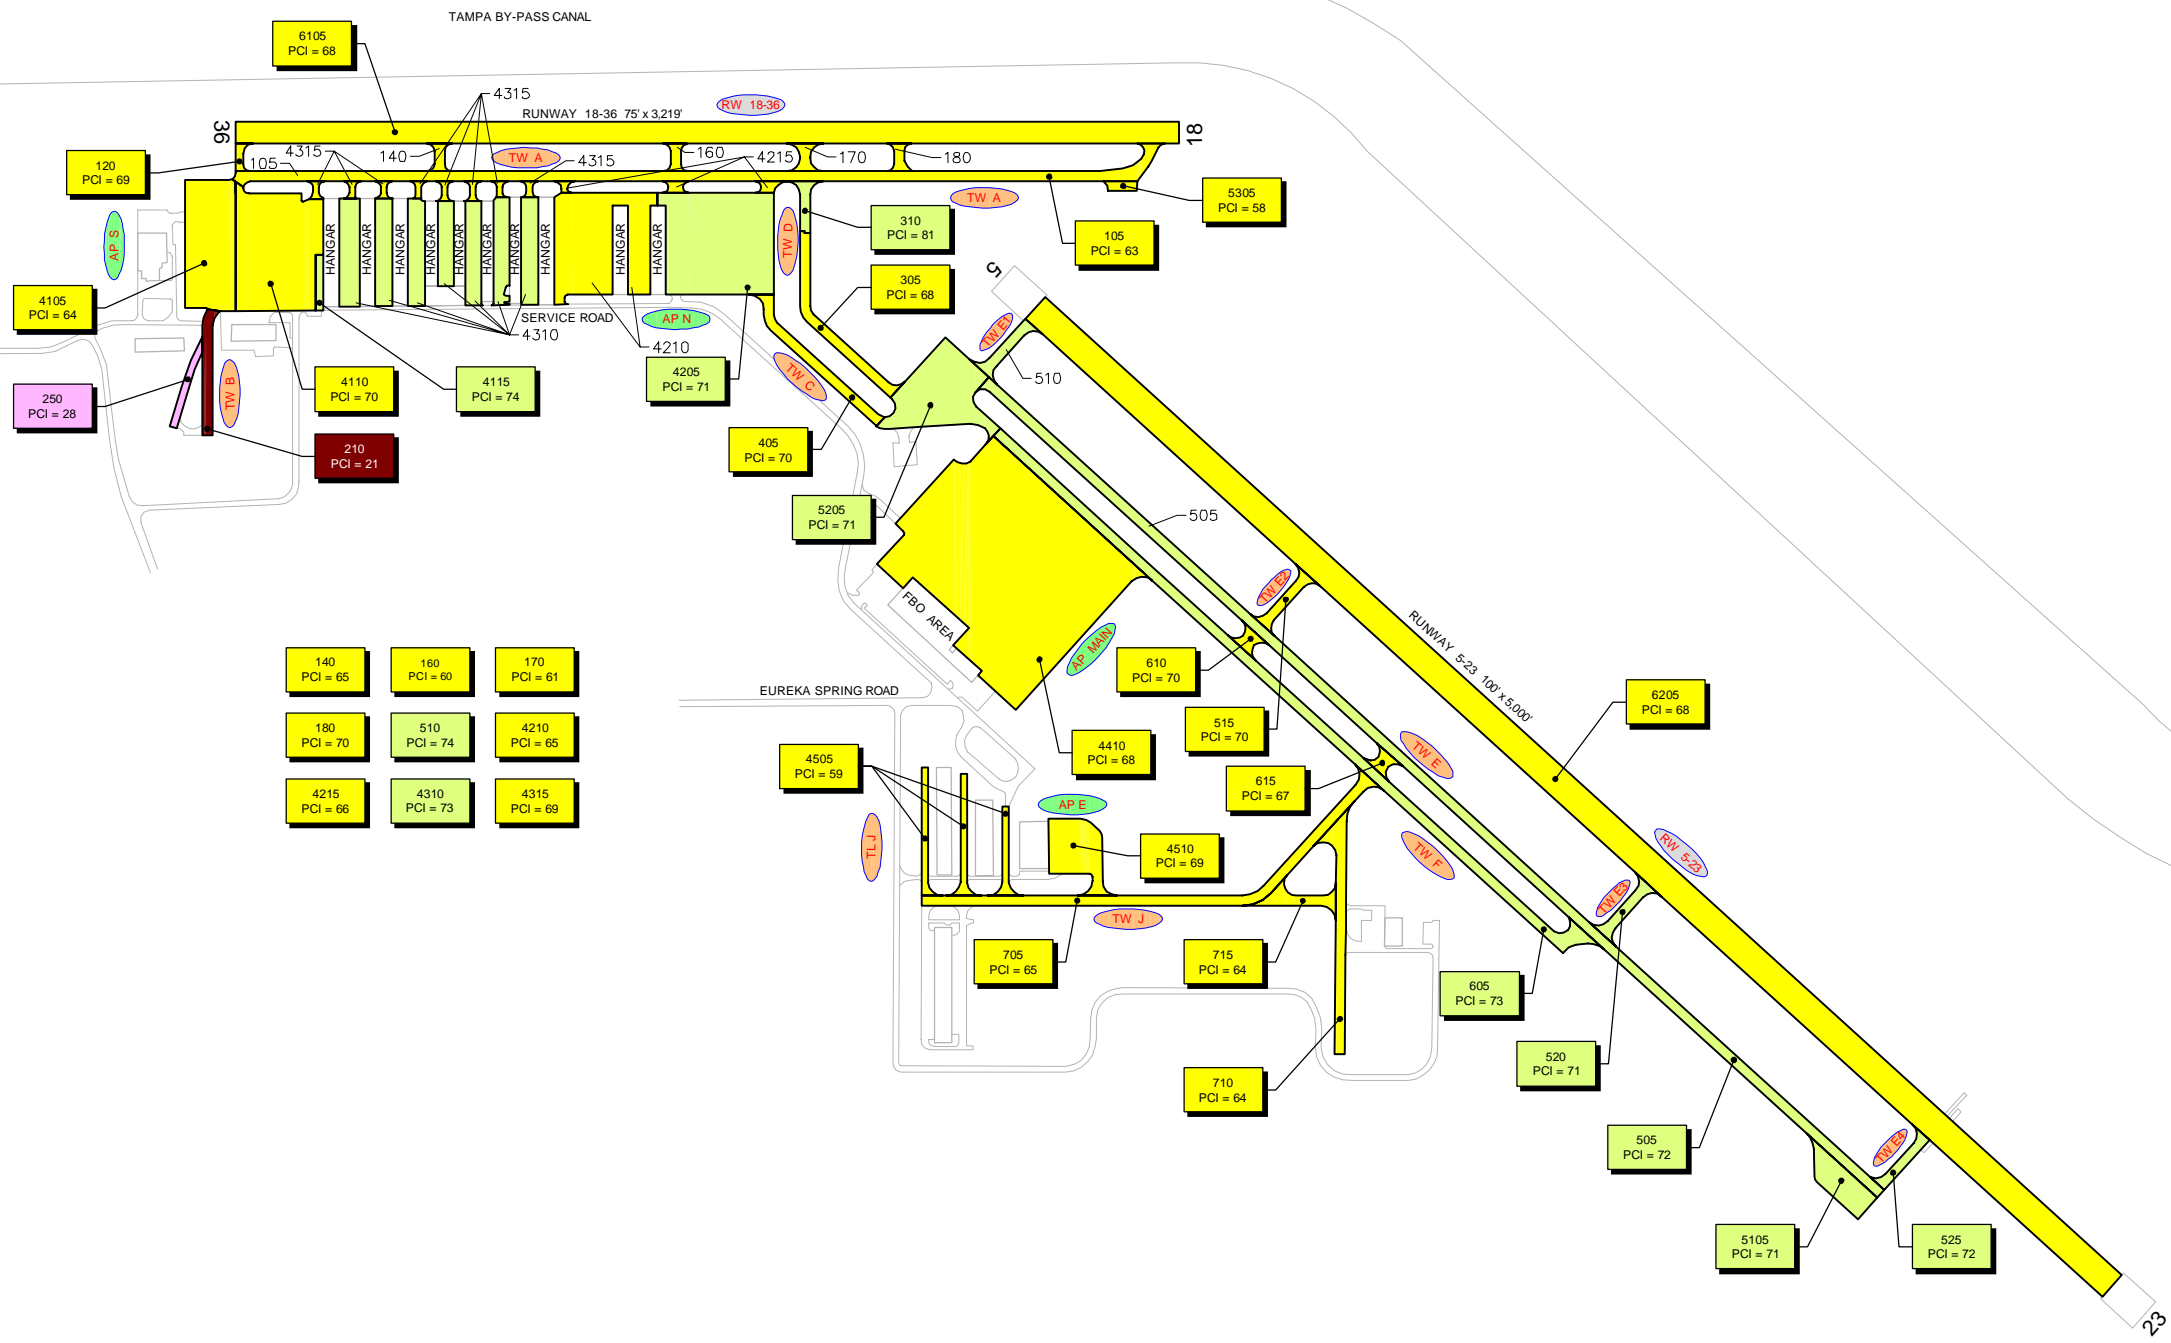 TAMPA BY-PASS CANAL
6105
PCI = 68
4315
RW 18-36
RUNWAY 18-36 75' x 3,219'
36
18
120
PCI = 69
105
4315
140
TW A
4315
160
4215
170
180
TW A
5305
PCI = 58
AP S
HANGAR
HANGAR
HANGAR
HANGAR
HANGAR
HANGAR
HANGAR
HANGAR
HANGAR
HANGAR
TW D
310
PCI = 81
105
PCI = 63
305
PCI = 68
5
4105
PCI = 64
SERVICE ROAD
4310
AP N
4210
TW E1
510
250
PCI = 28
TW B
4110
PCI = 70
4115
PCI = 74
4205
PCI = 71
TW C
210
PCI = 21
405
PCI = 70
5205
PCI = 71
505
FBO AREA
TW E2
AP MAIN
RUNWAY 5-23 100' x 5,000'
140
PCI = 65
160
PCI = 60
170
PCI = 61
610
PCI = 70
EUREKA SPRING ROAD
6205
PCI = 68
180
PCI = 70
510
PCI = 74
4210
PCI = 65
515
PCI = 70
4505
PCI = 59
4410
PCI = 68
TW E
4215
PCI = 66
4310
PCI = 73
4315
PCI = 69
615
PCI = 67
AP E
TL J
4510
PCI = 69
TW F
RW 5-23
TW E3
TW J
705
PCI = 65
715
PCI = 64
605
PCI = 73
520
PCI = 71
710
PCI = 64
505
PCI = 72
TW E4
5105
PCI = 71
525
PCI = 72
23